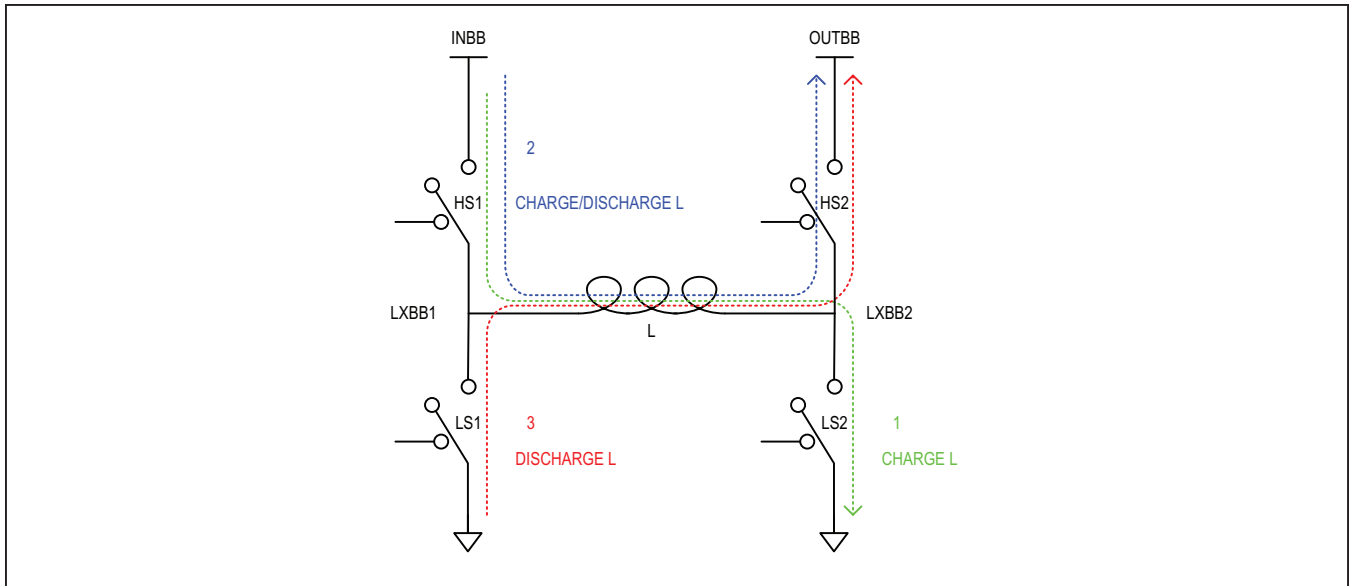 INBB
OUTBB
2
HS1
CHARGE/DISCHARGE L
HS2
LXBB1
LXBB2
L
LS1
3
LS2
1
DISCHARGE L
CHARGE L